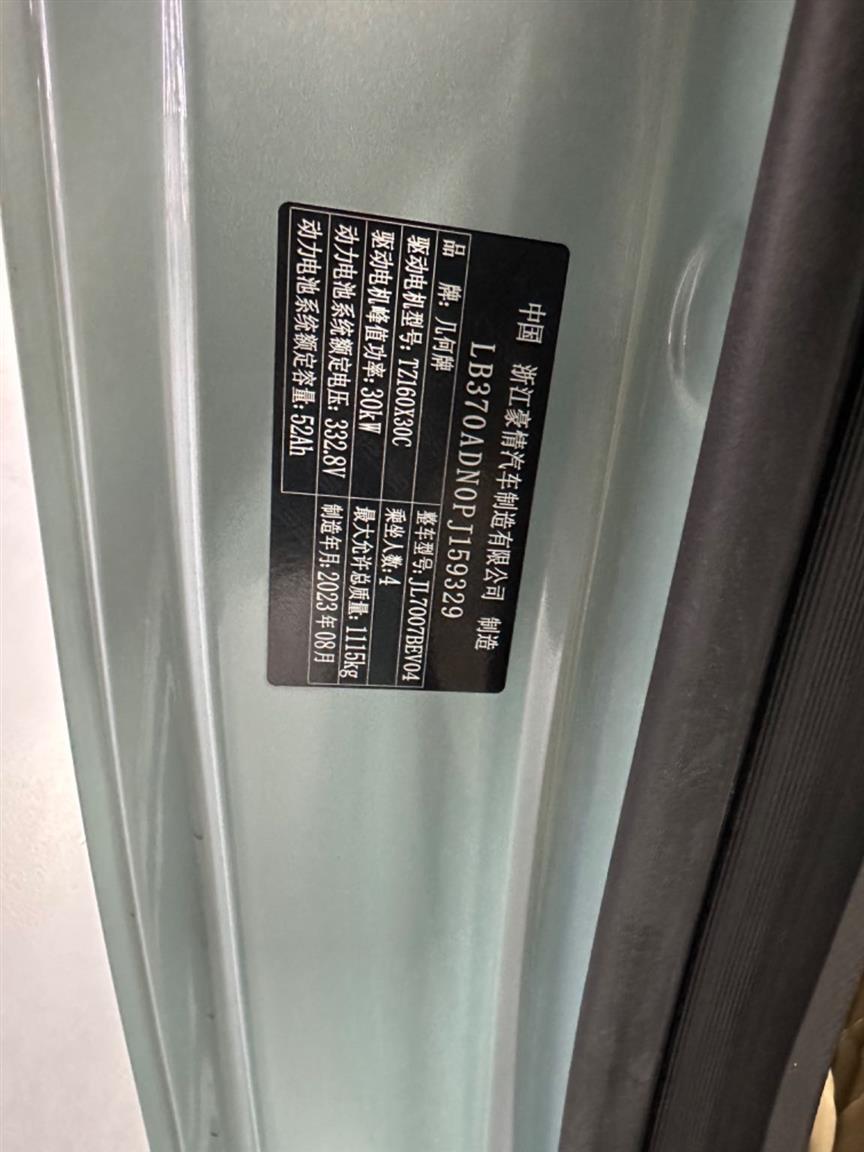 中国 浙江豪情汽车制造有限公司 制造
LB370ADN0PJ159329
品 牌: 几何牌 整车型号: JL7007BEV04
驱动电机型号: TZ160X30C 乘坐人数: 4
驱动电机峰值功率: 30kW 最大允许总质量: 1115kg
动力电池系统额定电压: 332.8V 制造年月: 2023年08月
动力电池系统额定容量: 52Ah